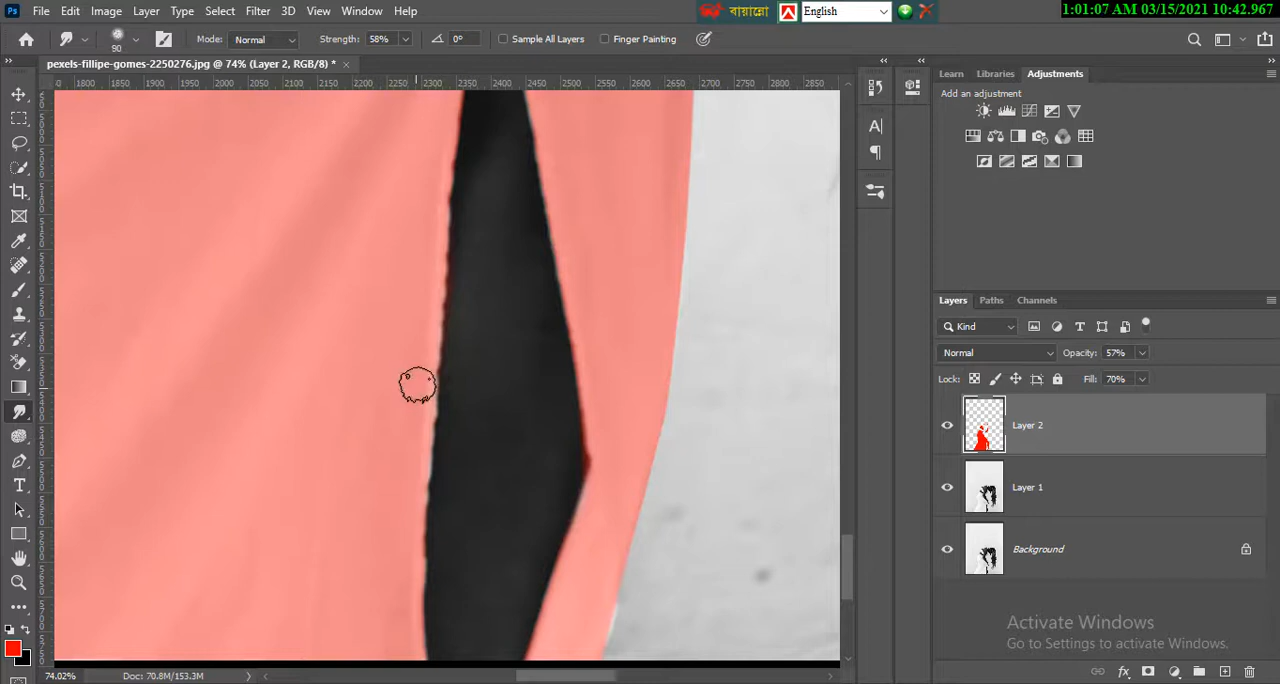 Ps File Edit Image Layer Type Select Filter 3D View Window Help
বায়ান্নো English
1:01:07 AM 03/15/2021 10:42.967
90 Mode: Normal Strength: 58% 0° Sample All Layers Finger Painting
pexels-fillipe-gomes-2250276.jpg @ 74% (Layer 2, RGB/8) *
1800 1850 1900 1950 2000 2050 2100 2150 2200 2250 2300 2350 2400 2450 2500 2550 2600 2650 2700 2750 2800 2850
Learn Libraries Adjustments
Add an adjustment
Layers Paths Channels
Kind
Normal Opacity: 57%
Lock: Fill: 70%
Layer 2
Layer 1
Background
Activate Windows
Go to Settings to activate Windows.
74.02% Doc: 70.8M/153.3M